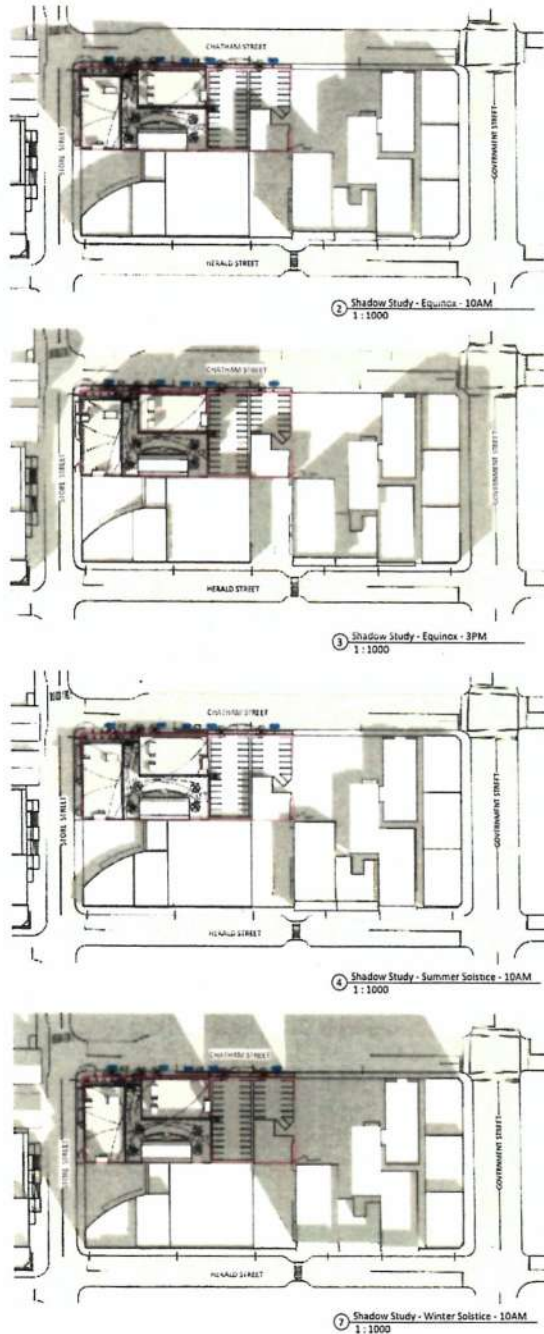 CHATHAM STREET
STORE STREET
GOVERNMENT STREET
HERALD STREET
2 Shadow Study - Equinox - 10AM
1 : 1000
CHATHAM STREET
STORE STREET
GOVERNMENT STREET
HERALD STREET
3 Shadow Study - Equinox - 3PM
1 : 1000
CHATHAM STREET
STORE STREET
GOVERNMENT STREET
HERALD STREET
4 Shadow Study - Summer Solstice - 10AM
1 : 1000
CHATHAM STREET
STORE STREET
GOVERNMENT STREET
HERALD STREET
7 Shadow Study - Winter Solstice - 10AM
1 : 1000